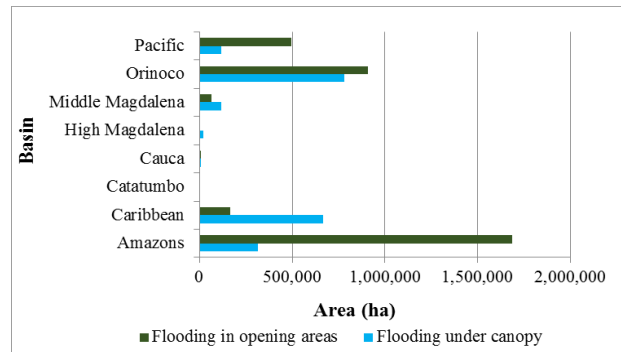 Basin
Pacific
Orinoco
Middle Magdalena
High Magdalena
Cauca
Catatumbo
Caribbean
Amazons
0 500,000 1,000,000 1,500,000 2,000,000
Area (ha)
Flooding in opening areas Flooding under canopy